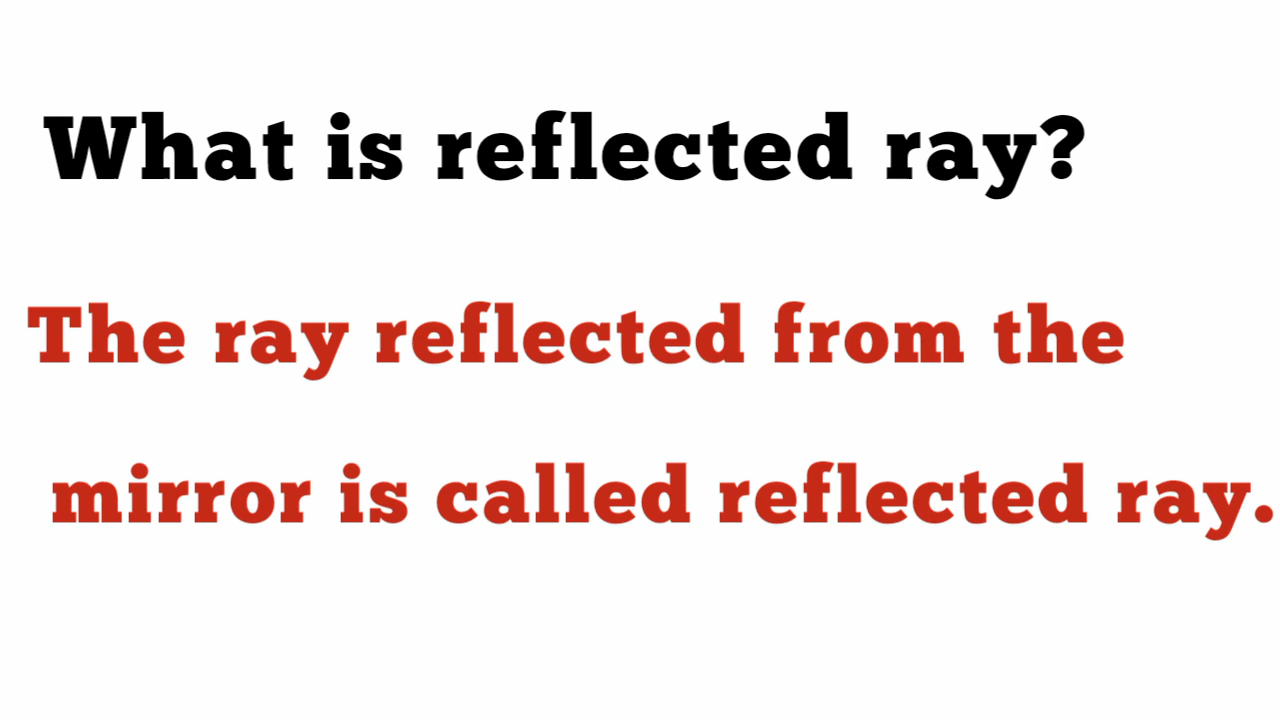 What is reflected ray?
The ray reflected from the
mirror is called reflected ray.